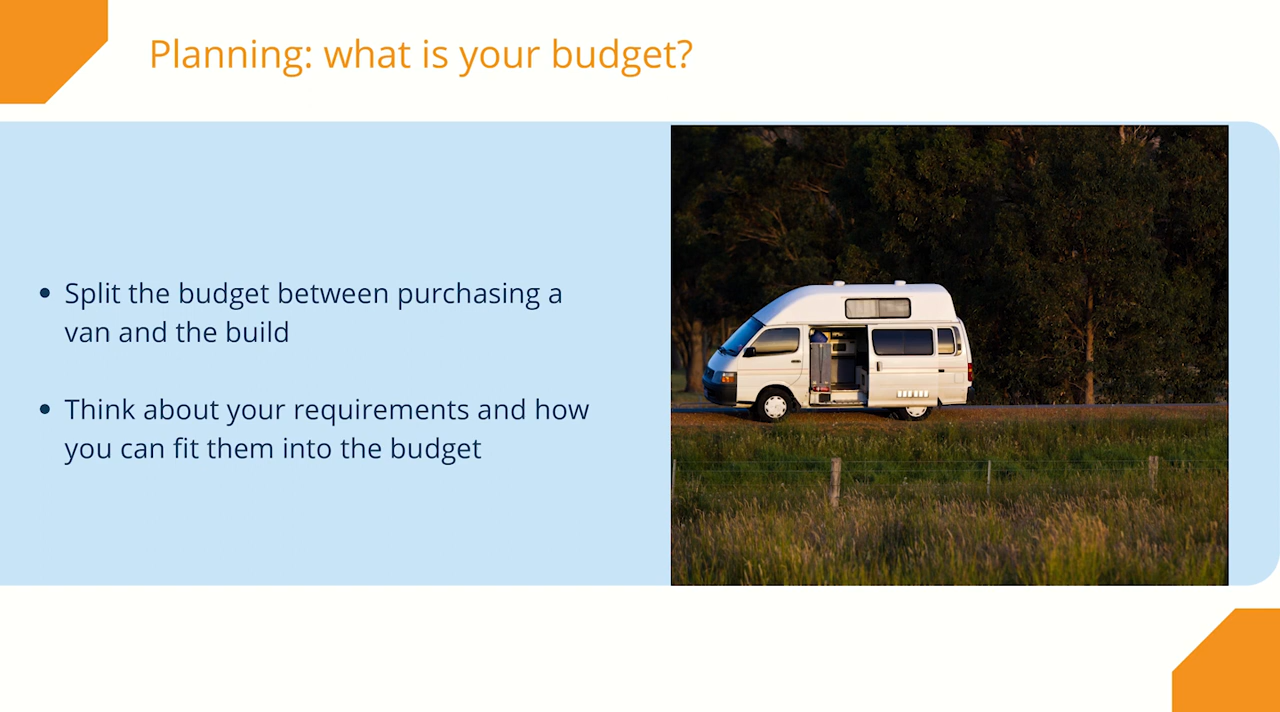 Planning: what is your budget?
• Split the budget between purchasing a
van and the build
• Think about your requirements and how
you can fit them into the budget